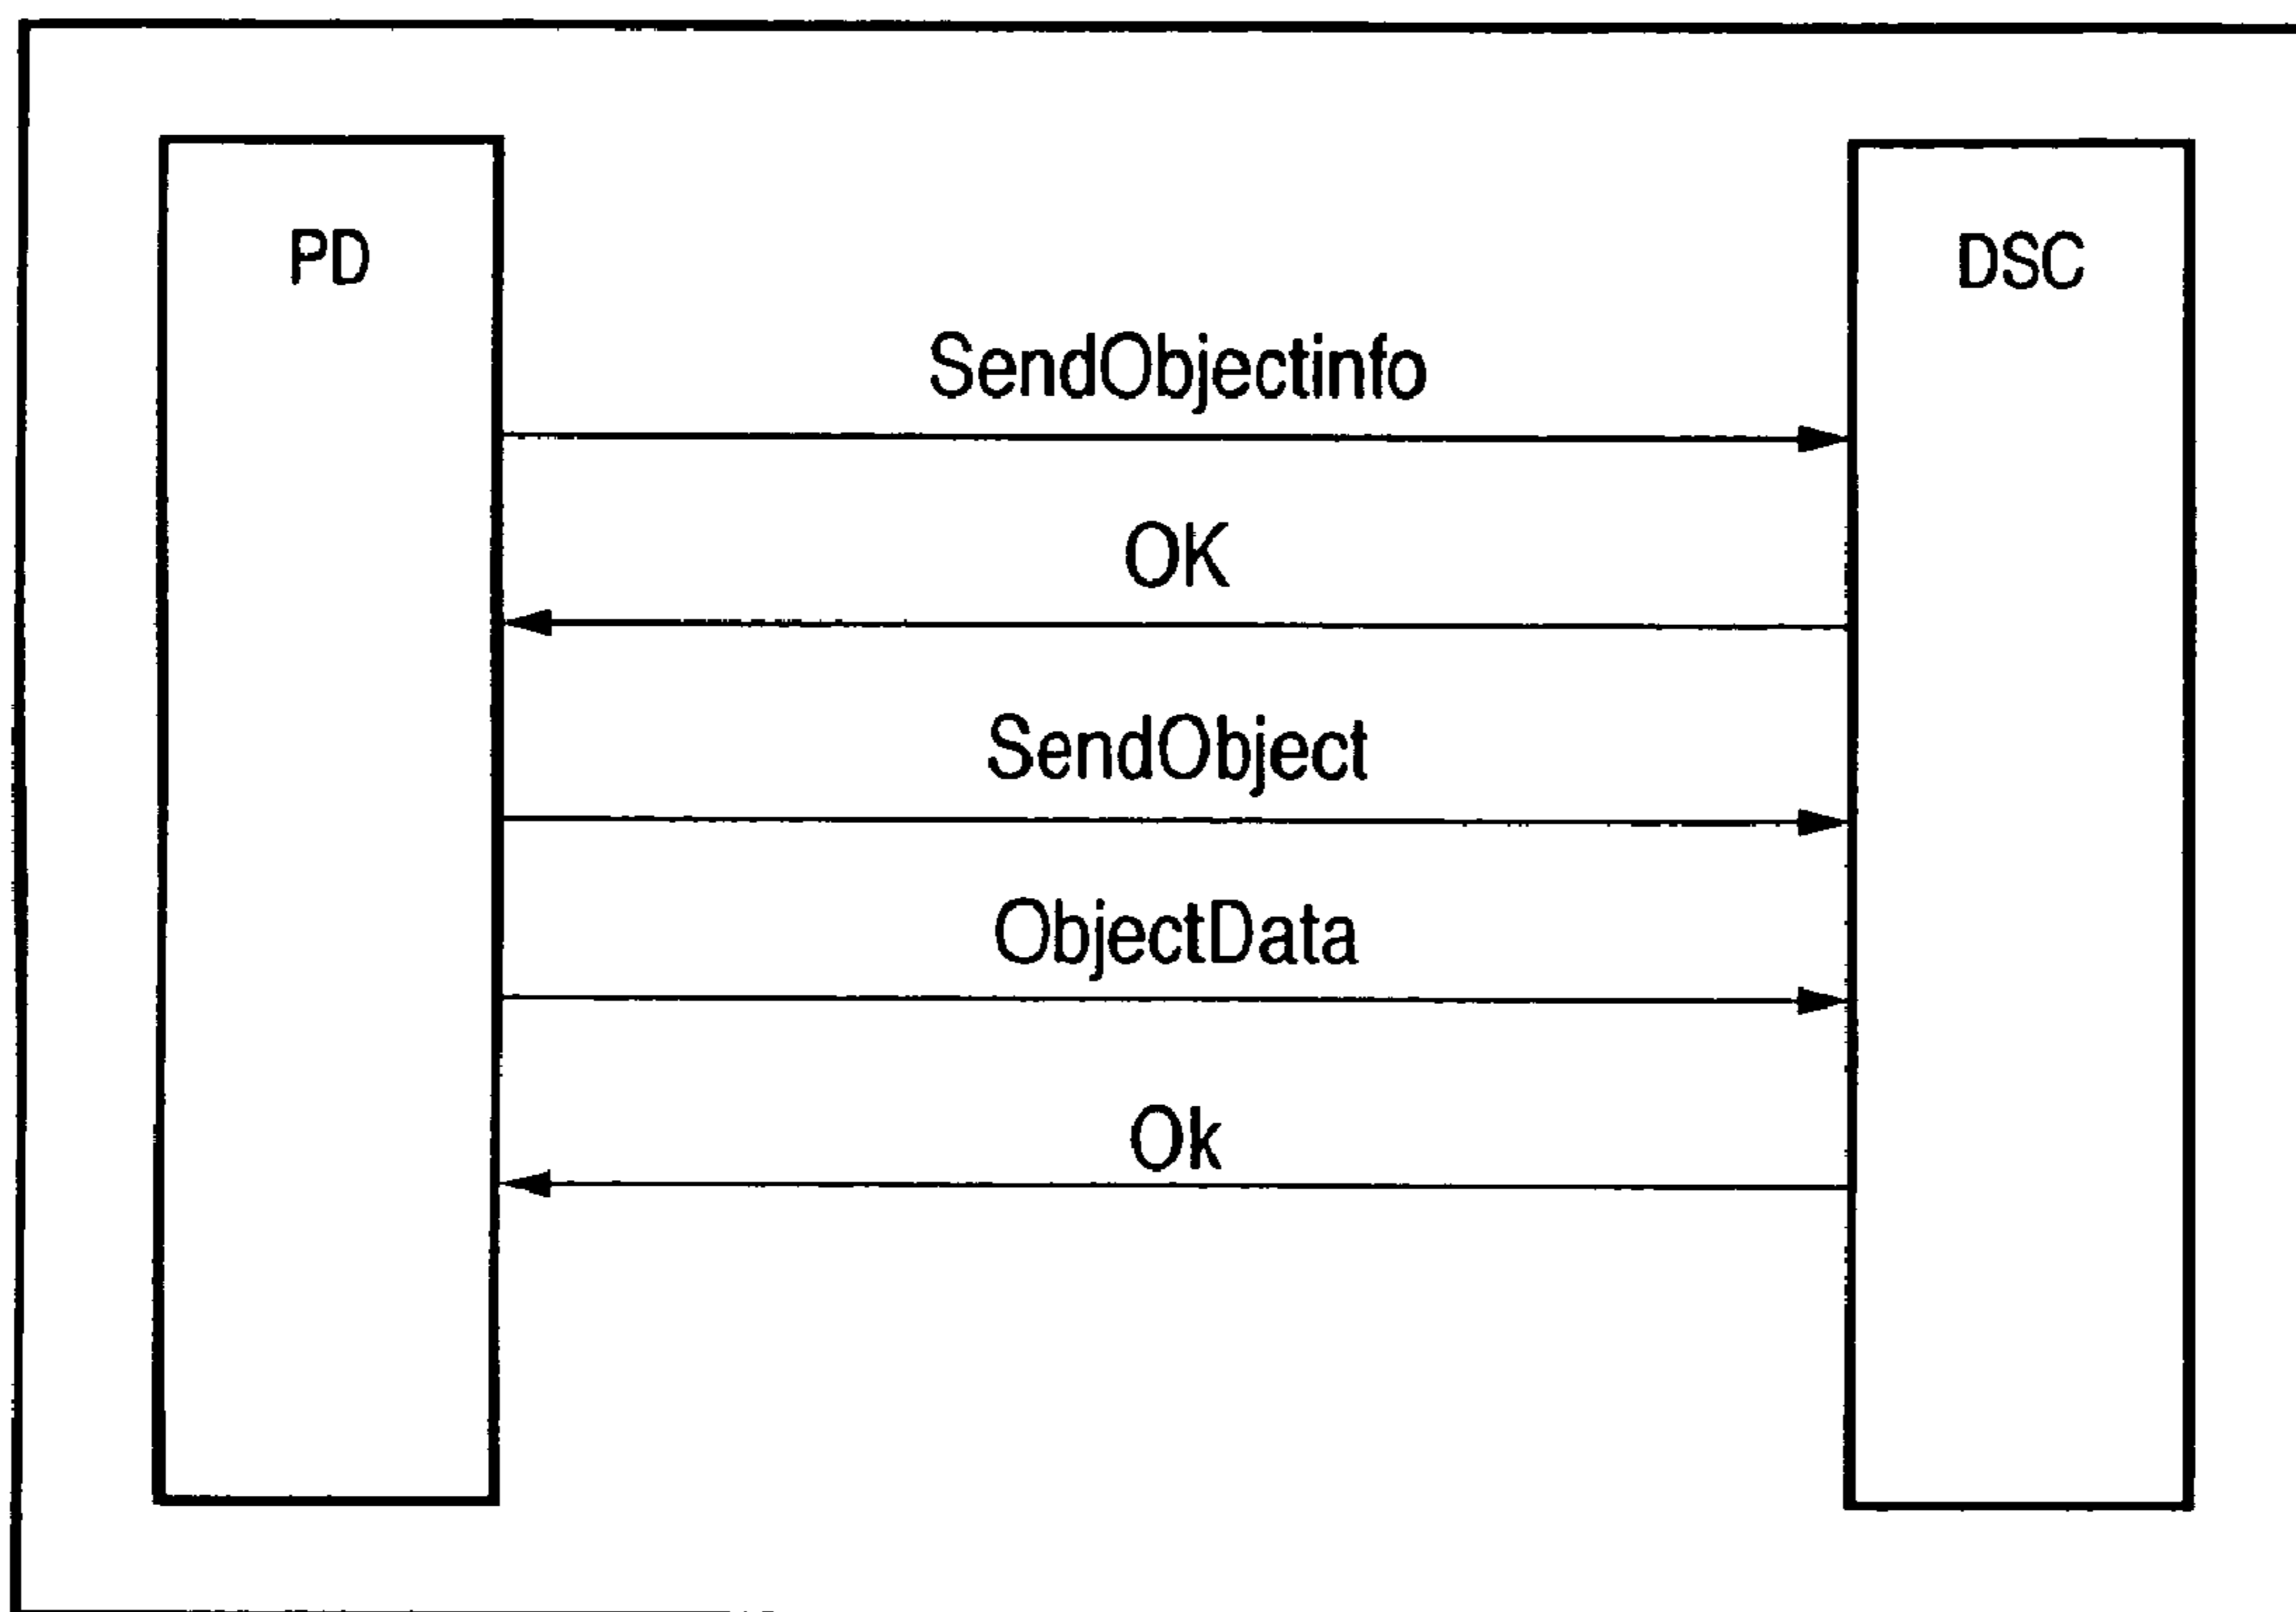 PD
DSC
SendObjectinfo
OK
SendObject
ObjectData
Ok